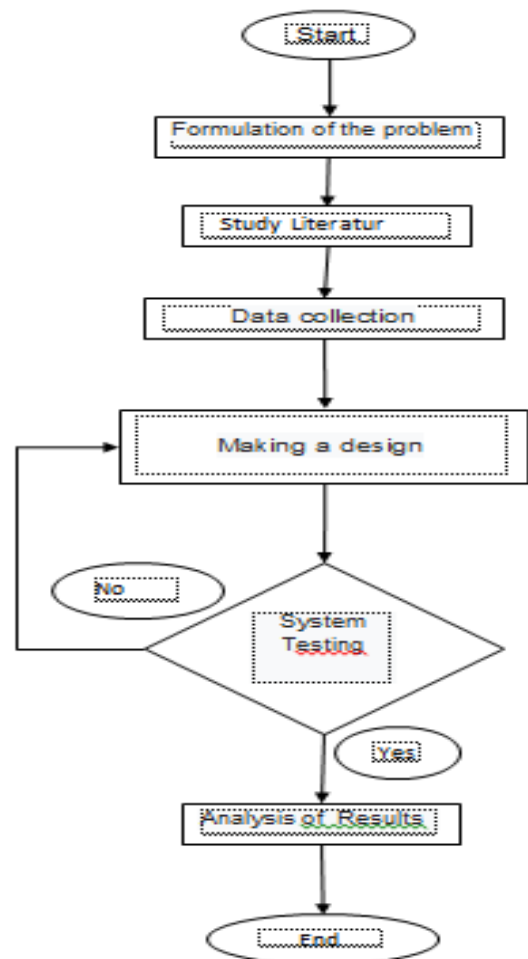 Start
Formulation of the problem
Study Literatur
Data collection
Making a design
No
System
Testing
Yes
Analysis of Results
End